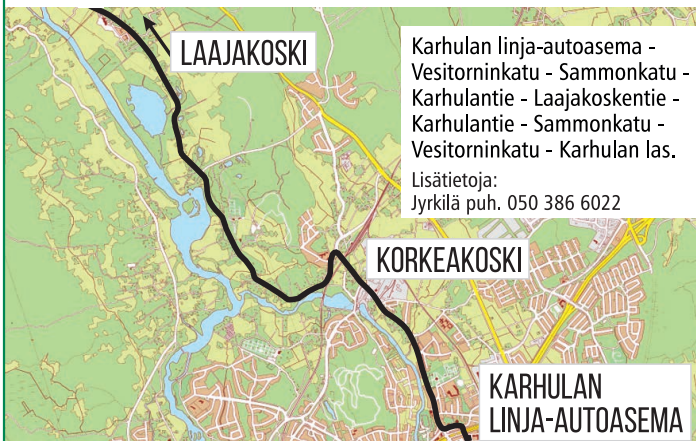 LAAJAKOSKI
Karhulan linja-autoasema -
Vesitorninkatu - Sammonkatu -
Karhulantie - Laajakoskentie -
Karhulantie - Sammonkatu -
Vesitorninkatu - Karhulan las.
Lisätietoja:
Jyrkilä puh. 050 386 6022
KORKEAKOSKI
KARHULAN
LINJA-AUTOASEMA